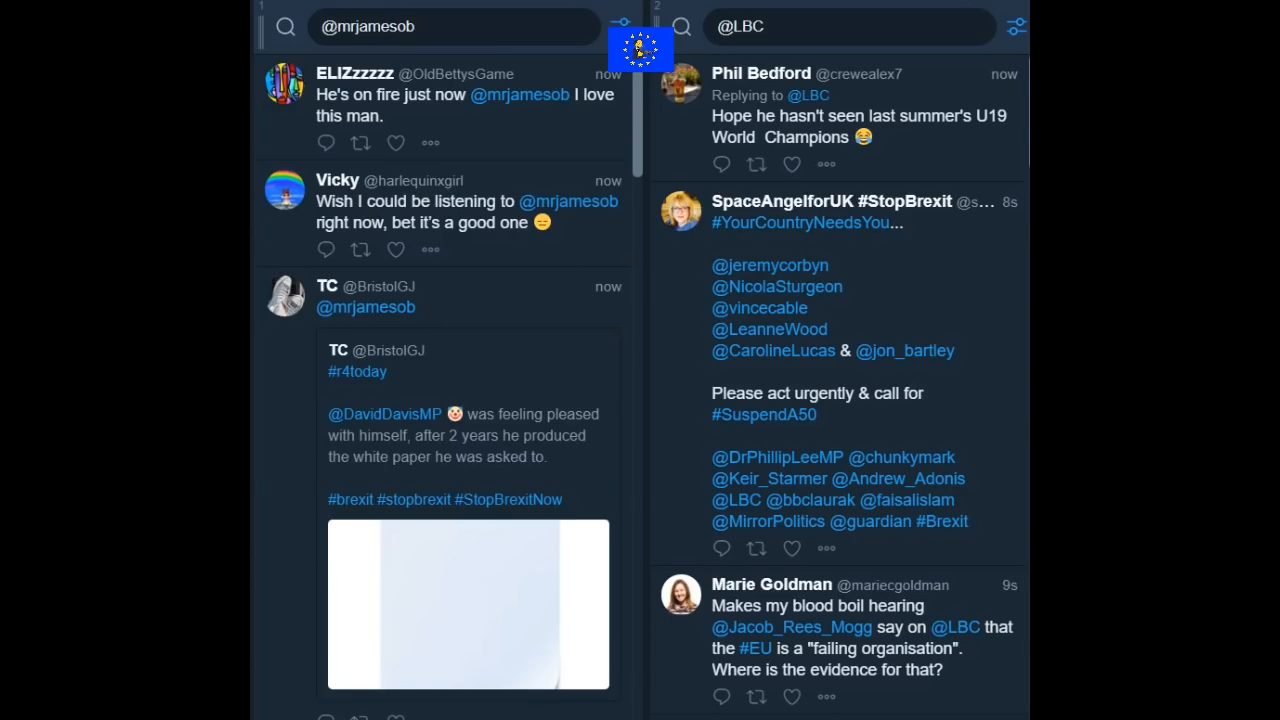 1
@mrjamesob
ELIZzzzzz @OldBettysGame now
He's on fire just now @mrjamesob I love
this man.
Vicky @harlequinxgirl now
Wish I could be listening to @mrjamesob
right now, bet it's a good one 😑
TC @BristolGJ now
@mrjamesob
TC @BristolGJ
#r4today
@DavidDavisMP 🤡 was feeling pleased
with himself, after 2 years he produced
the white paper he was asked to.
#brexit #stopbrexit #StopBrexitNow
2
@LBC
Phil Bedford @crewealex7 now
Replying to @LBC
Hope he hasn't seen last summer's U19
World  Champions 😂
SpaceAngelforUK #StopBrexit @s... 8s
#YourCountryNeedsYou...
@jeremycorbyn
@NicolaSturgeon
@vincecable
@LeanneWood
@CarolineLucas & @jon_bartley
Please act urgently & call for
#SuspendA50
@DrPhillipLeeMP @chunkymark
@Keir_Starmer @Andrew_Adonis
@LBC @bbclaurak @faisalislam
@MirrorPolitics @guardian #Brexit
Marie Goldman @mariecgoldman 9s
Makes my blood boil hearing
@Jacob_Rees_Mogg say on @LBC that
the #EU is a "failing organisation".
Where is the evidence for that?